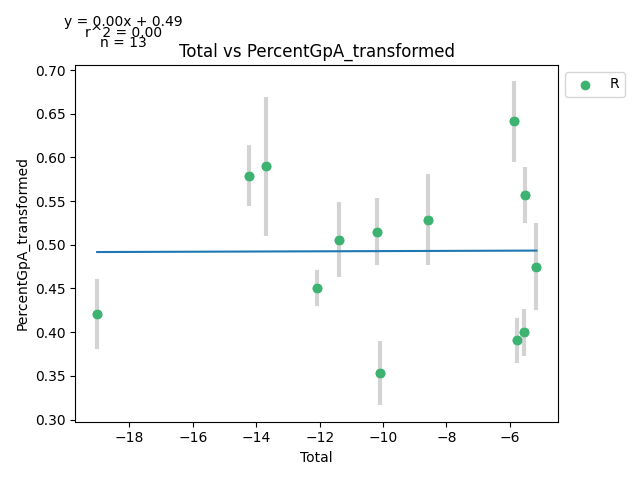 y = 0.00x + 0.49
r^2 = 0.00
n = 13
Total vs PercentGpA_transformed
R
PercentGpA_transformed
0.70
0.65
0.60
0.55
0.50
0.45
0.40
0.35
0.30
−18
−16
−14
−12
−10
−8
−6
Total